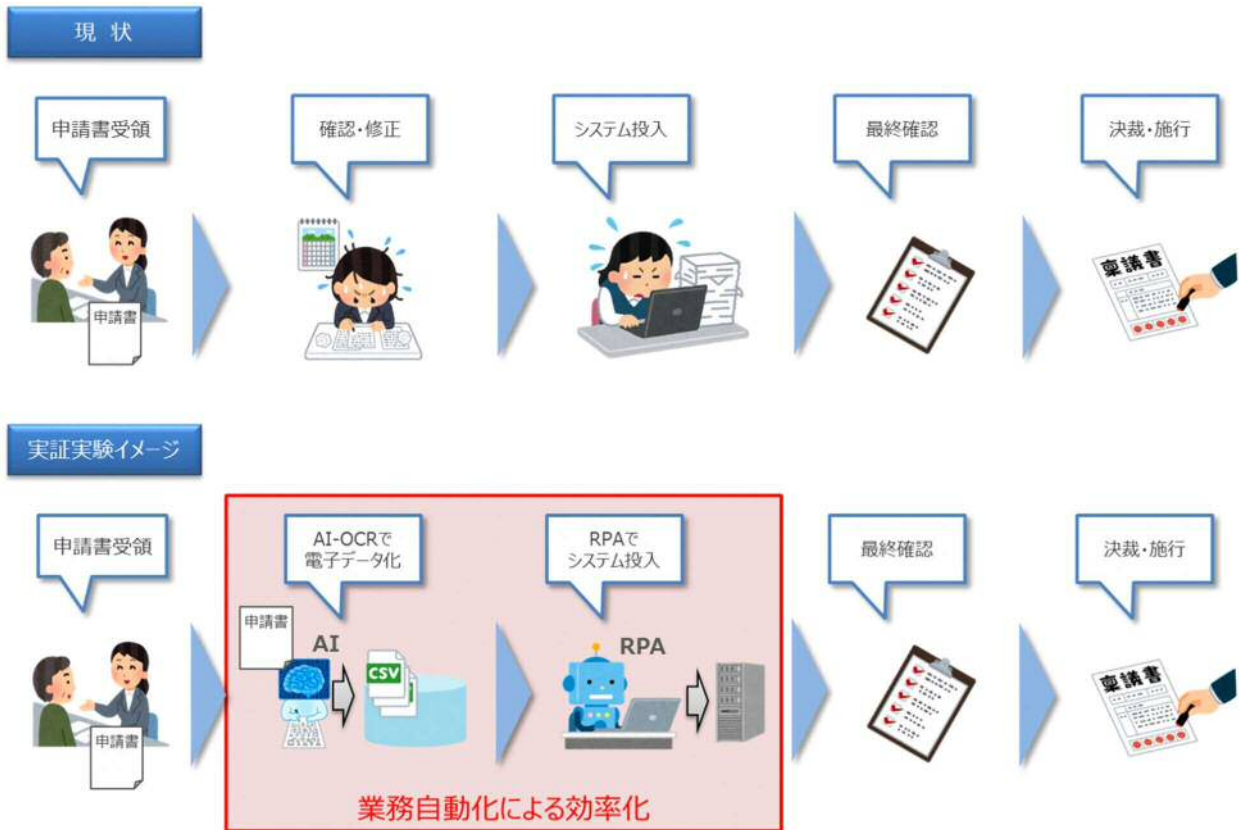 現 状
申請書受領
確認・修正
システム投入
最終確認
決裁・施行
申請書
稟議書
実証実験イメージ
申請書受領
AI-OCRで
電子データ化
RPAで
システム投入
最終確認
決裁・施行
申請書
AI
CSV
RPA
申請書
稟議書
業務自動化による効率化